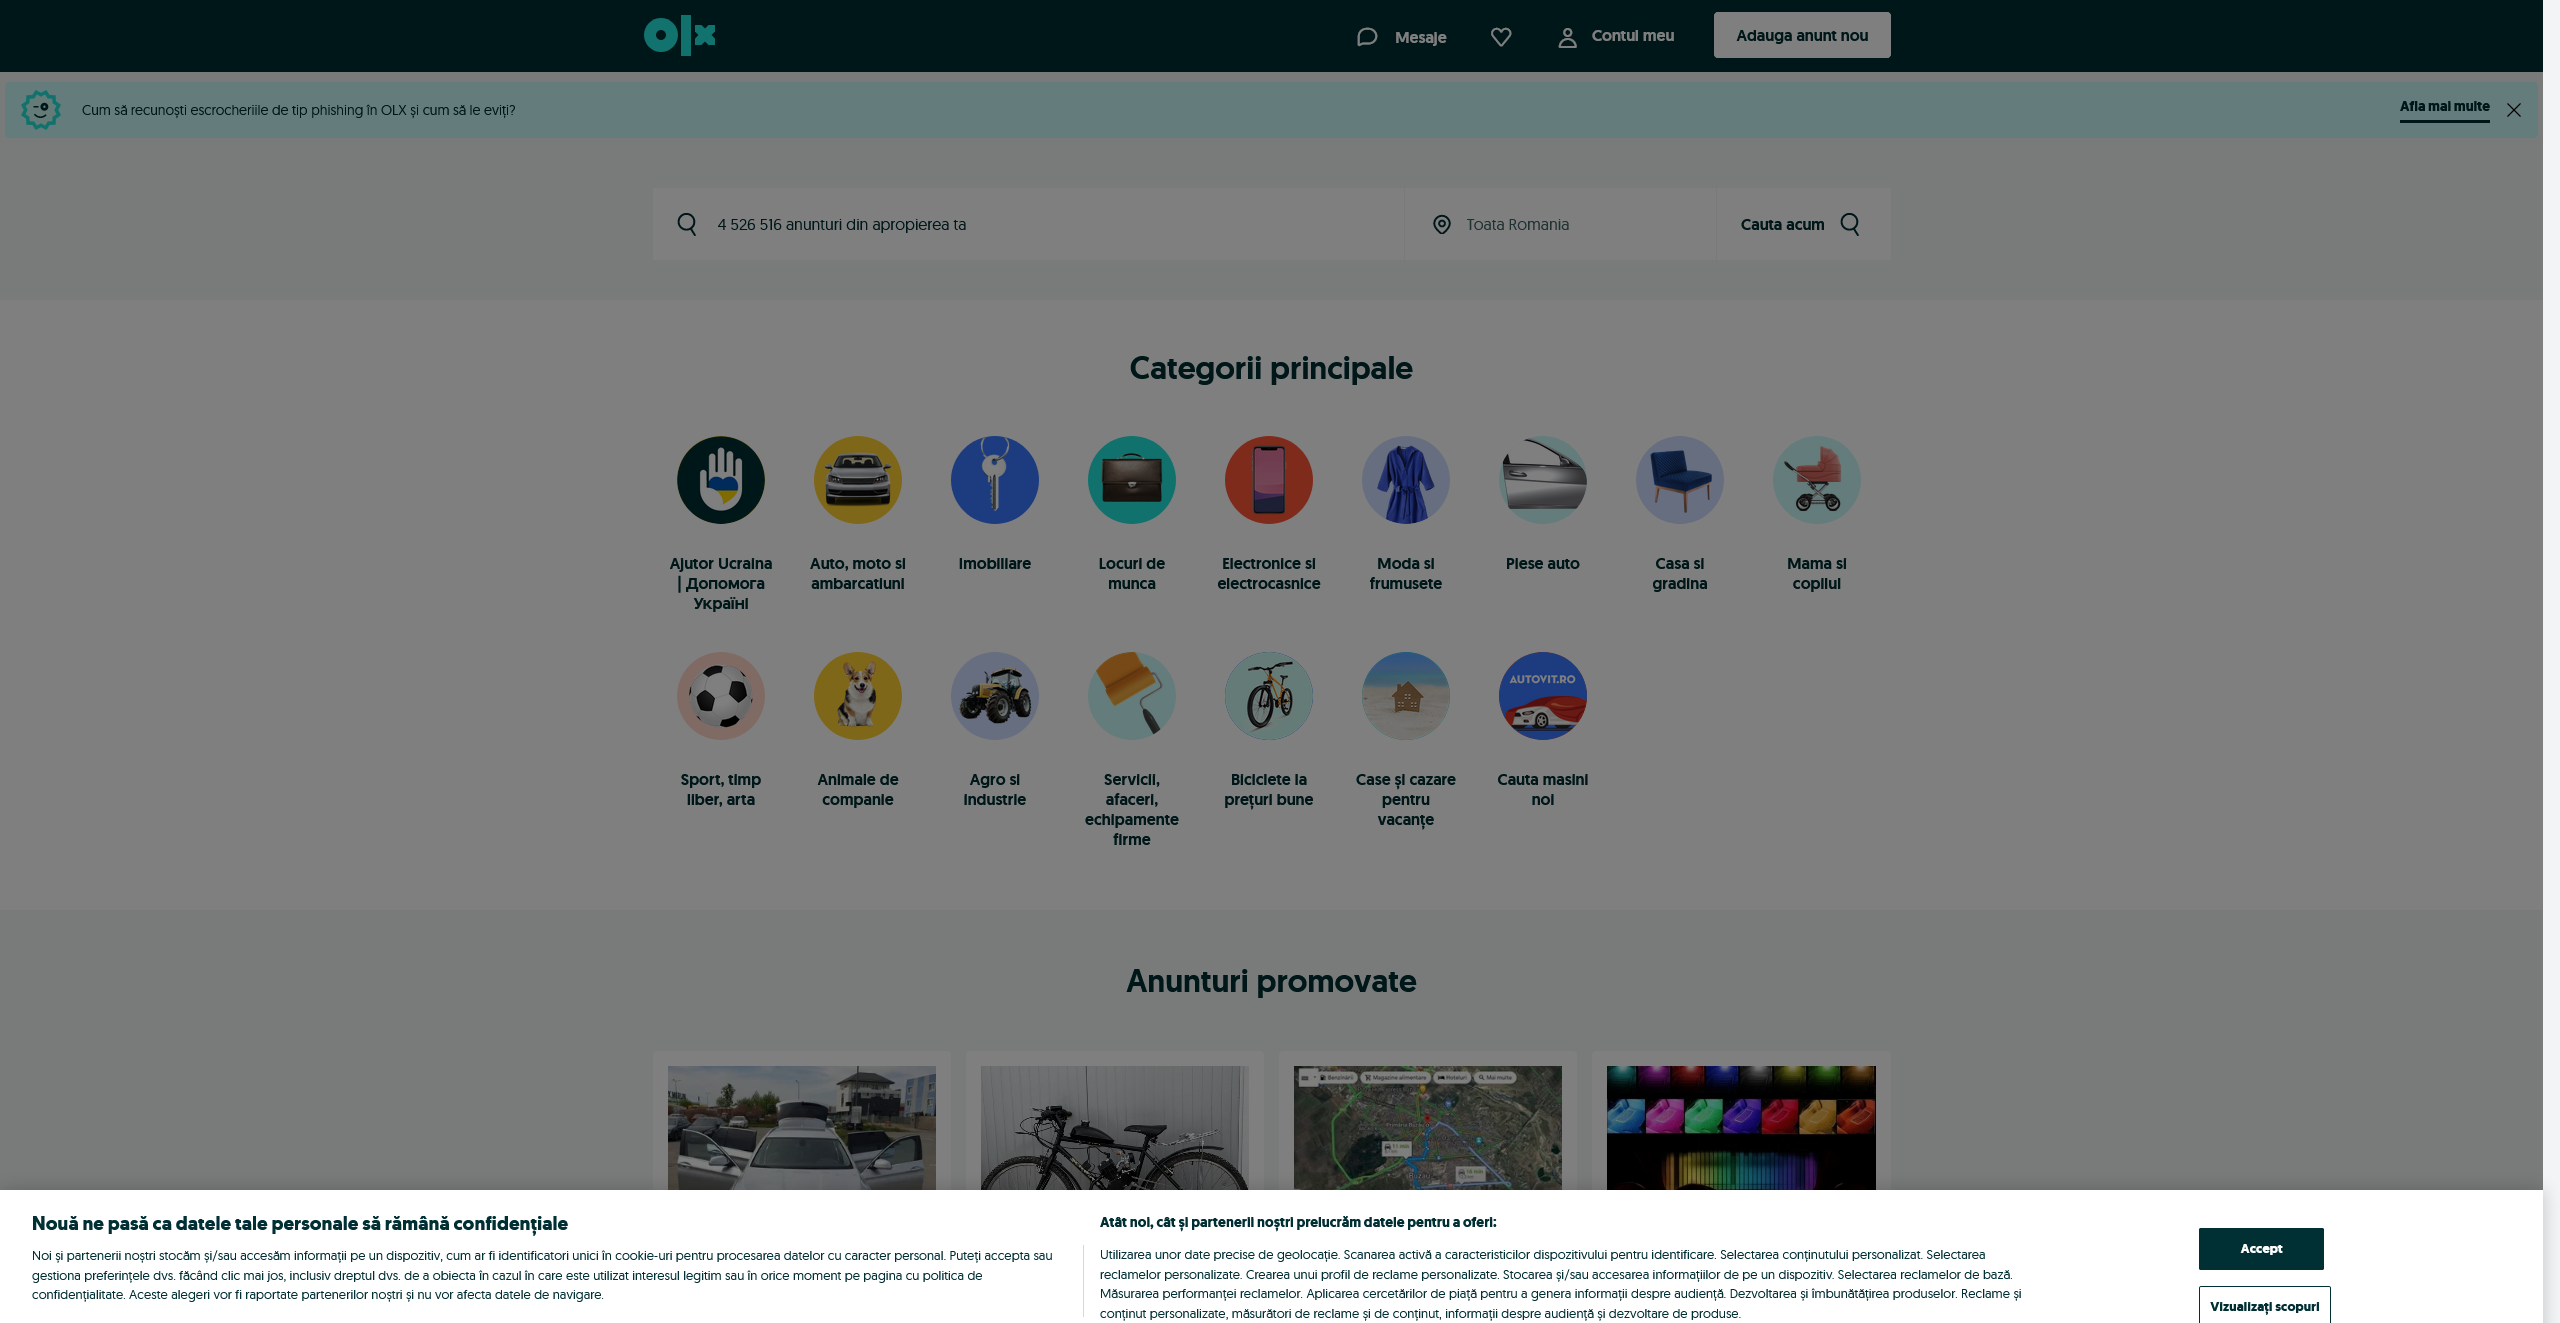 olx
Mesaje
Contul meu
Adauga anunt nou
Cum să recunoști escrocheriile de tip phishing în OLX și cum să le eviți?
Afla mai multe
4 526 516 anunturi din apropierea ta
Toata Romania
Cauta acum
Categorii principale
Ajutor Ucraina
| Допомога
Україні
Auto, moto si
ambarcatiuni
Imobiliare
Locuri de
munca
Electronice si
electrocasnice
Moda si
frumusete
Piese auto
Casa si
gradina
Mama si
copilul
AUTOVIT.RO
Sport, timp
liber, arta
Animale de
companie
Agro si
industrie
Servicii,
afaceri,
echipamente
firme
Biciclete la
prețuri bune
Case și cazare
pentru
vacanțe
Cauta masini
noi
Anunturi promovate
Benzinării
Magazine alimentare
Hoteluri
Mai multe
Nouă ne pasă ca datele tale personale să rămână confidențiale
Noi și partenerii noștri stocăm și/sau accesăm informații pe un dispozitiv, cum ar fi identificatori unici în cookie-uri pentru procesarea datelor cu caracter personal. Puteți accepta sau
gestiona preferințele dvs. făcând clic mai jos, inclusiv dreptul dvs. de a obiecta în cazul în care este utilizat interesul legitim sau în orice moment pe pagina cu politica de
confidențialitate. Aceste alegeri vor fi raportate partenerilor noștri și nu vor afecta datele de navigare.
Atât noi, cât și partenerii noștri prelucrăm datele pentru a oferi:
Utilizarea unor date precise de geolocație. Scanarea activă a caracteristicilor dispozitivului pentru identificare. Selectarea conținutului personalizat. Selectarea
reclamelor personalizate. Crearea unui profil de reclame personalizate. Stocarea și/sau accesarea informațiilor de pe un dispozitiv. Selectarea reclamelor de bază.
Măsurarea performanței reclamelor. Aplicarea cercetărilor de piață pentru a genera informații despre audiență. Dezvoltarea și îmbunătățirea produselor. Reclame și
conținut personalizate, măsurători de reclame și de conținut, informații despre audiență și dezvoltare de produse.
Accept
Vizualizați scopuri